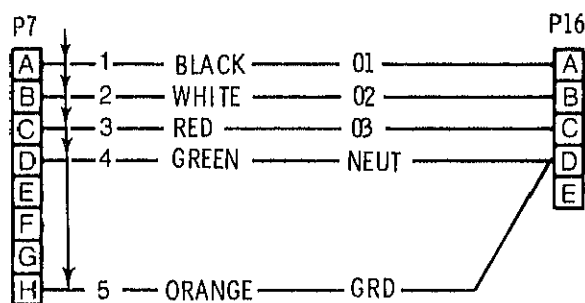 P7 P16
A 1 BLACK 01 A
B 2 WHITE 02 B
C 3 RED 03 C
D 4 GREEN NEUT D
E E
F
G
H 5 ORANGE GRD